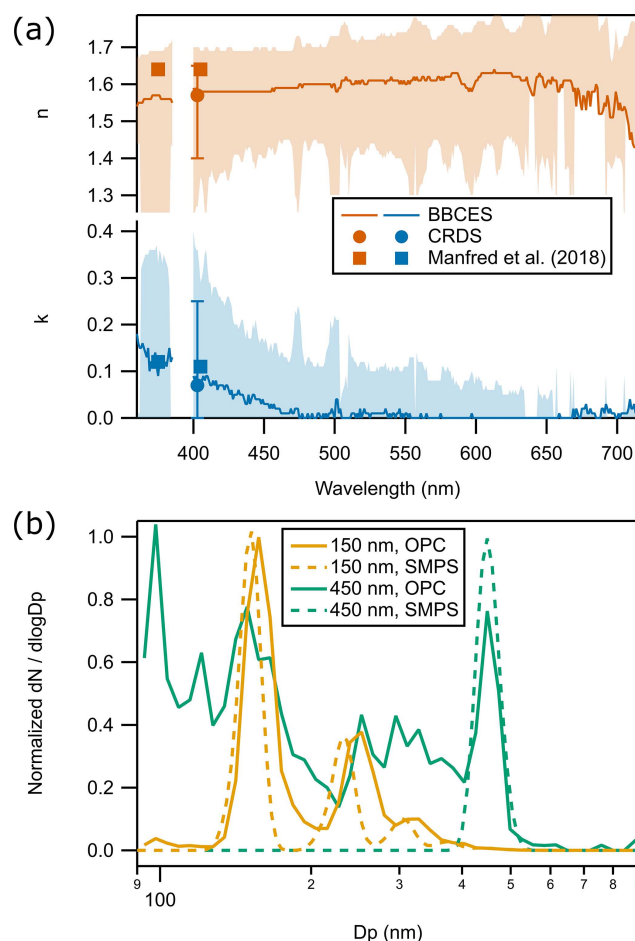 (a)
1.7
1.6
1.5
1.4
1.3
n
BBCES
CRDS
Manfred et al. (2018)
0.4
0.3
0.2
0.1
0.0
k
400 450 500 550 600 650 700
Wavelength (nm)
(b)
1.0
0.8
0.6
0.4
0.2
0.0
Normalized dN / dlogDp
150 nm, OPC
150 nm, SMPS
450 nm, OPC
450 nm, SMPS
9 100 2 3 4 5 6 7 8
Dp (nm)